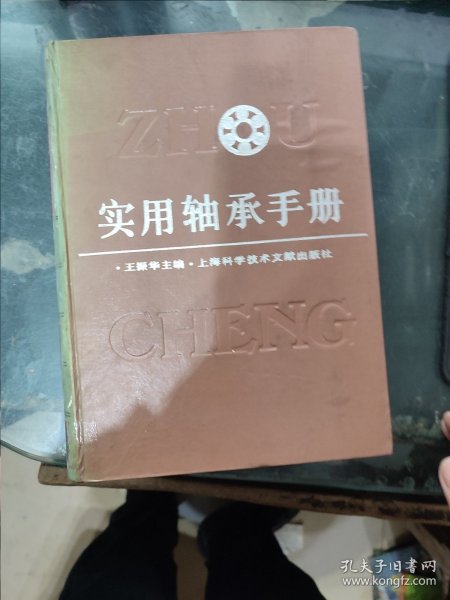 ZHOU
实用轴承手册
·王振华主编·上海科学技术文献出版社
CHENG
孔夫子旧书网
www.kongfz.com